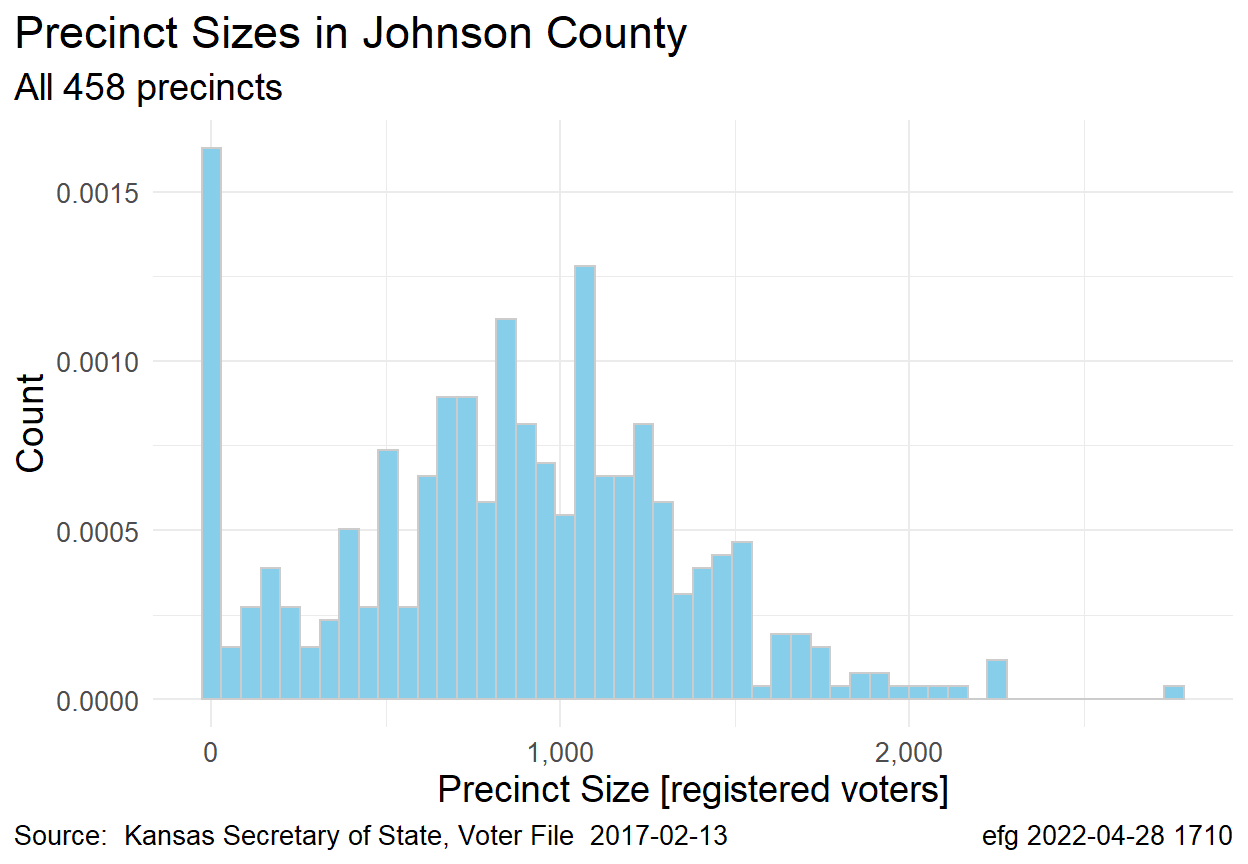 Precinct Sizes in Johnson County
All 458 precincts
0.0015
0.0010
0.0005
0.0000
Count
0 1,000 2,000
Precinct Size [registered voters]
Source:  Kansas Secretary of State, Voter File  2017-02-13
efg 2022-04-28 1710